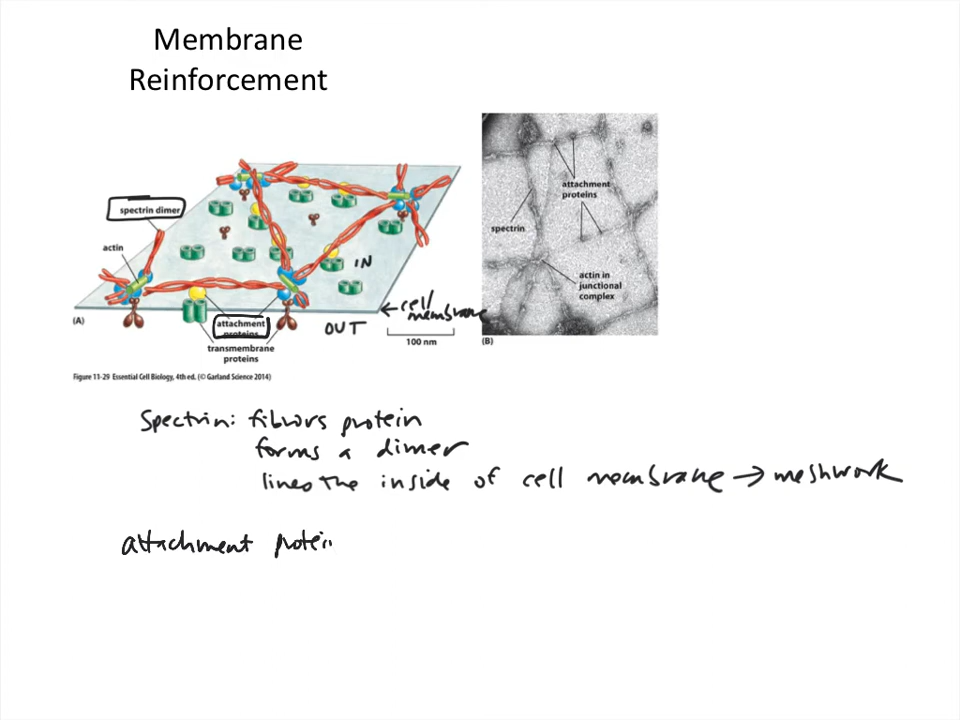 Membrane
Reinforcement
spectrin dimer
actin
IN
← cell
membrane
(A)
attachment
proteins
OUT
transmembrane
proteins
100 nm
attachment
proteins
spectrin
actin in
junctional
complex
(B)
Figure 11-29 Essential Cell Biology, 4th ed. (© Garland Science 2014)
Spectrin: fibrors protein
forms a dimer
lines the inside of cell membrane → meshwork
attachment protein